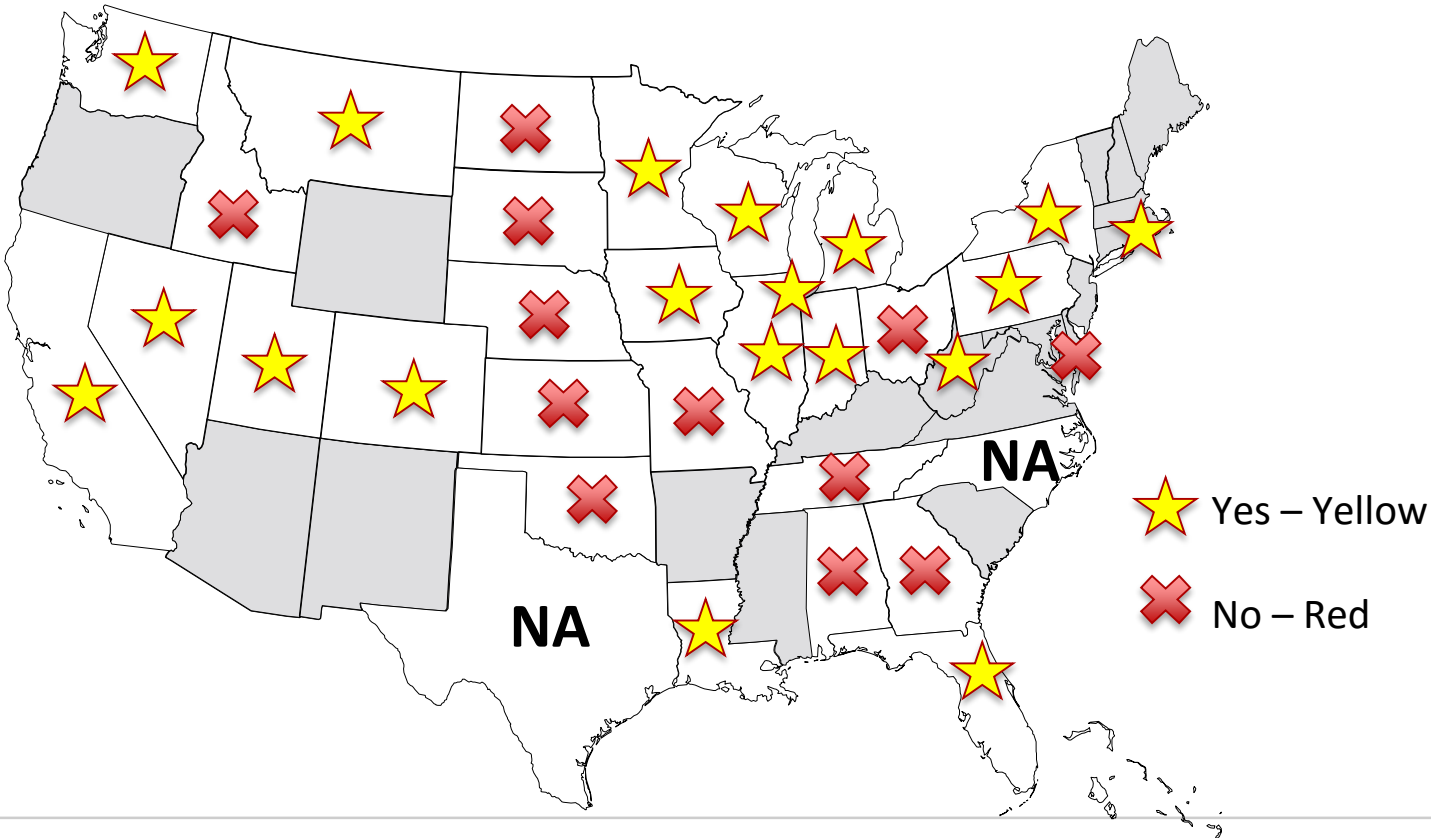 NA
Yes – Yellow
No – Red
NA